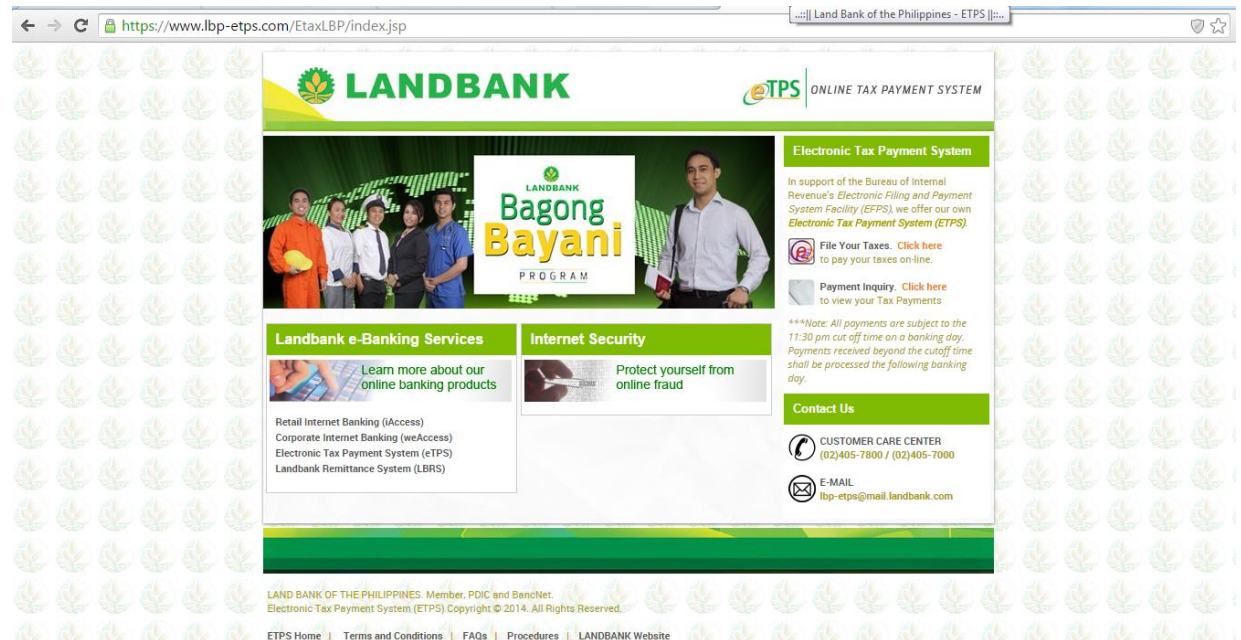 ..::|| Land Bank of the Philippines - ETPS ||::..
https://www.lbp-etps.com/EtaxLBP/index.jsp
LANDBANK
eTPS ONLINE TAX PAYMENT SYSTEM
LANDBANK
Bagong
Bayani
PROGRAM
Electronic Tax Payment System
In support of the Bureau of Internal
Revenue's Electronic Filing and Payment
System Facility (EFPS), we offer our own
Electronic Tax Payment System (ETPS).
File Your Taxes. Click here
to pay your taxes on-line.
Payment Inquiry. Click here
to view your Tax Payments
***Note: All payments are subject to the
11:30 pm cut off time on a banking day.
Payments received beyond the cutoff time
shall be processed the following banking
day.
Landbank e-Banking Services
Learn more about our
online banking products
Retail Internet Banking (iAccess)
Corporate Internet Banking (weAccess)
Electronic Tax Payment System (eTPS)
Landbank Remittance System (LBRS)
Internet Security
Protect yourself from
online fraud
Contact Us
CUSTOMER CARE CENTER
(02)405-7800 / (02)405-7000
E-MAIL
lbp-etps@mail.landbank.com
LAND BANK OF THE PHILIPPINES. Member, PDIC and BancNet.
Electronic Tax Payment System (ETPS) Copyright © 2014. All Rights Reserved.
ETPS Home | Terms and Conditions | FAQs | Procedures | LANDBANK Website